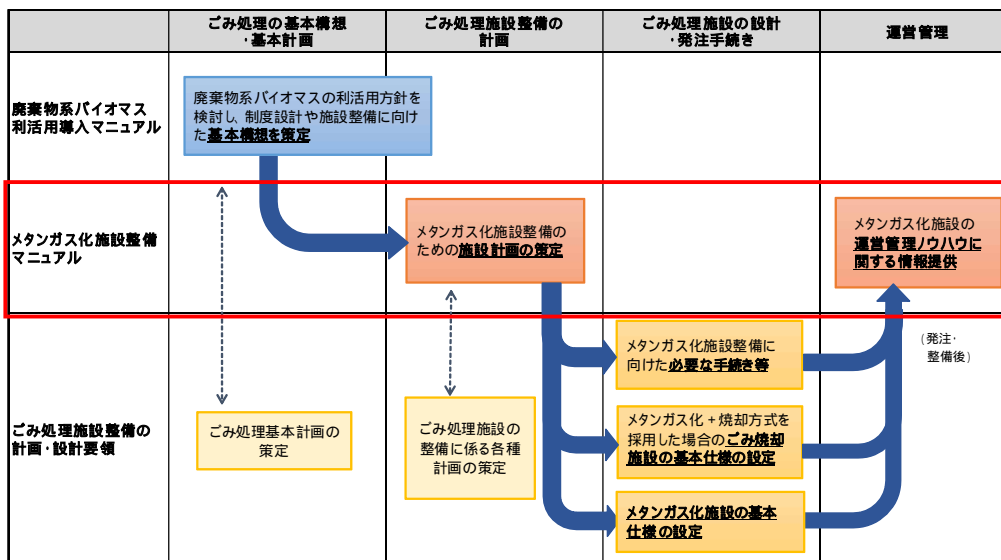 ごみ処理の基本構想
・基本計画
ごみ処理施設整備の
計画
ごみ処理施設の設計
・発注手続き
運営管理
廃棄物系バイオマス
利活用導入マニュアル
廃棄物系バイオマスの利活用方針を
検討し、制度設計や施設整備に向け
た基本構想を策定
メタンガス化施設整備
マニュアル
メタンガス化施設整備の
ための施設計画の策定
メタンガス化施設の
運営管理ノウハウに
関する情報提供
ごみ処理施設整備の
計画・設計要領
ごみ処理基本計画の
策定
ごみ処理施設の
整備に係る各種
計画の策定
メタンガス化施設整備に
向けた必要な手続き等
メタンガス化+焼却方式を
採用した場合のごみ焼却
施設の基本仕様の設定
メタンガス化施設の基本
仕様の設定
(発注・
整備後)